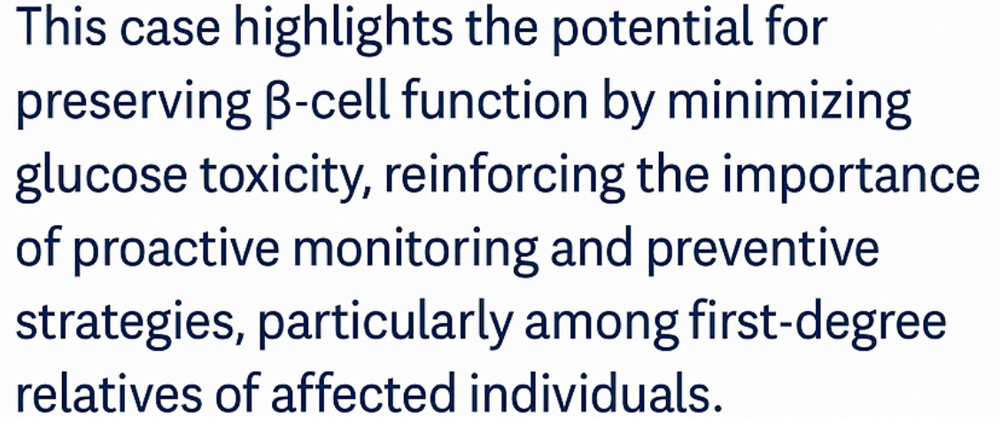 This case highlights the potential for
preserving β-cell function by minimizing
glucose toxicity, reinforcing the importance
of proactive monitoring and preventive
strategies, particularly among first-degree
relatives of affected individuals.